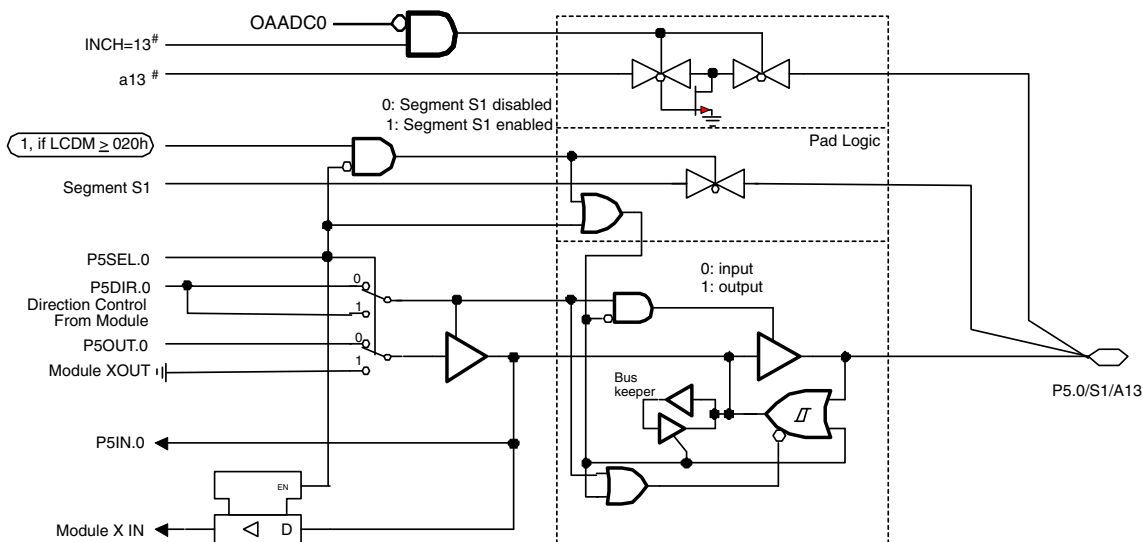 OAADC0
INCH=13#
a13 #
0: Segment S1 disabled
1: Segment S1 enabled
Pad Logic
1, if LCDM ≥ 020h
Segment S1
P5SEL.0
0: input
1: output
P5DIR.0
0
Direction Control
From Module
1
P5OUT.0
0
Module XOUT
1
Bus
keeper
P5.0/S1/A13
P5IN.0
EN
Module X IN
D